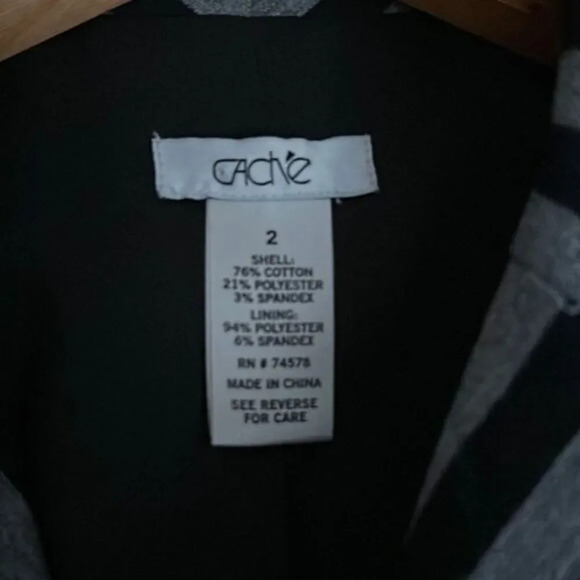 Caché
2
SHELL:
76% COTTON
21% POLYESTER
3% SPANDEX
LINING:
94% POLYESTER
6% SPANDEX
RN # 74578
MADE IN CHINA
SEE REVERSE
FOR CARE